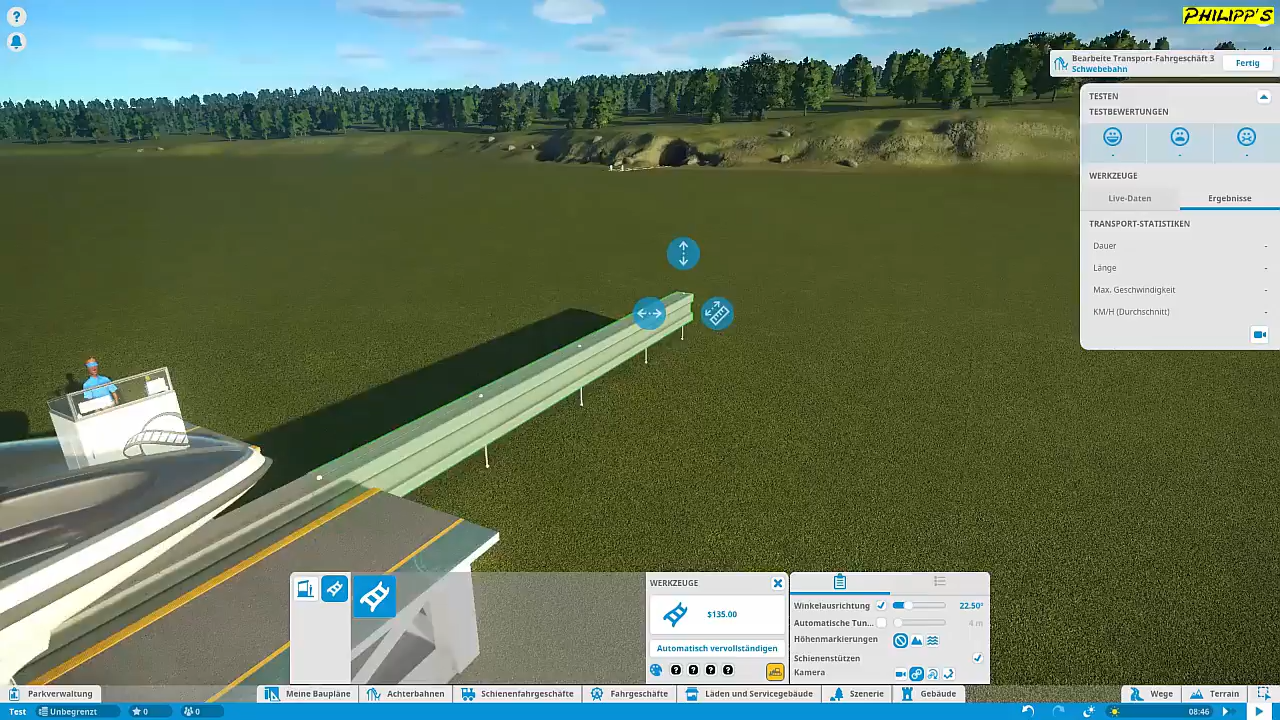 PHILIPP'S
Bearbeite Transport-Fahrgeschäft 3
Schwebebahn
Fertig
TESTEN
TESTBEWERTUNGEN
- - -
WERKZEUGE
Live-Daten Ergebnisse
TRANSPORT-STATISTIKEN
Dauer -
Länge -
Max. Geschwindigkeit -
KM/H (Durchschnitt) -
WERKZEUGE
$135.00
Automatisch vervollständigen
Winkelausrichtung 22.50°
Automatische Tun... 4 m
Höhenmarkierungen
Schienenstützen
Kamera
Parkverwaltung Meine Baupläne Achterbahnen Schienenfahrgeschäfte Fahrgeschäfte Läden und Servicegebäude Szenerie Gebäude Wege Terrain
Test Unbegrenzt 0 0 08:46